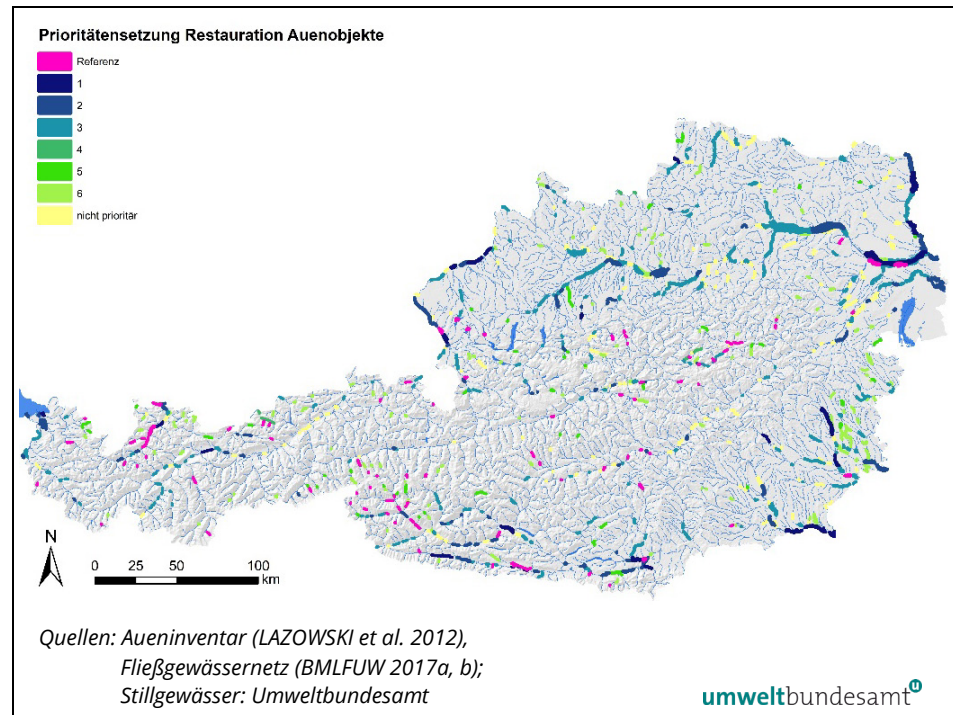 Prioritätensetzung Restauration Auenobjekte
Referenz
1
2
3
4
5
6
nicht prioritär
N
0 25 50 100
km
Quellen: Aueninventar (LAZOWSKI et al. 2012),
Fließgewässernetz (BMLFUW 2017a, b);
Stillgewässer: Umweltbundesamt
umweltbundesamt u